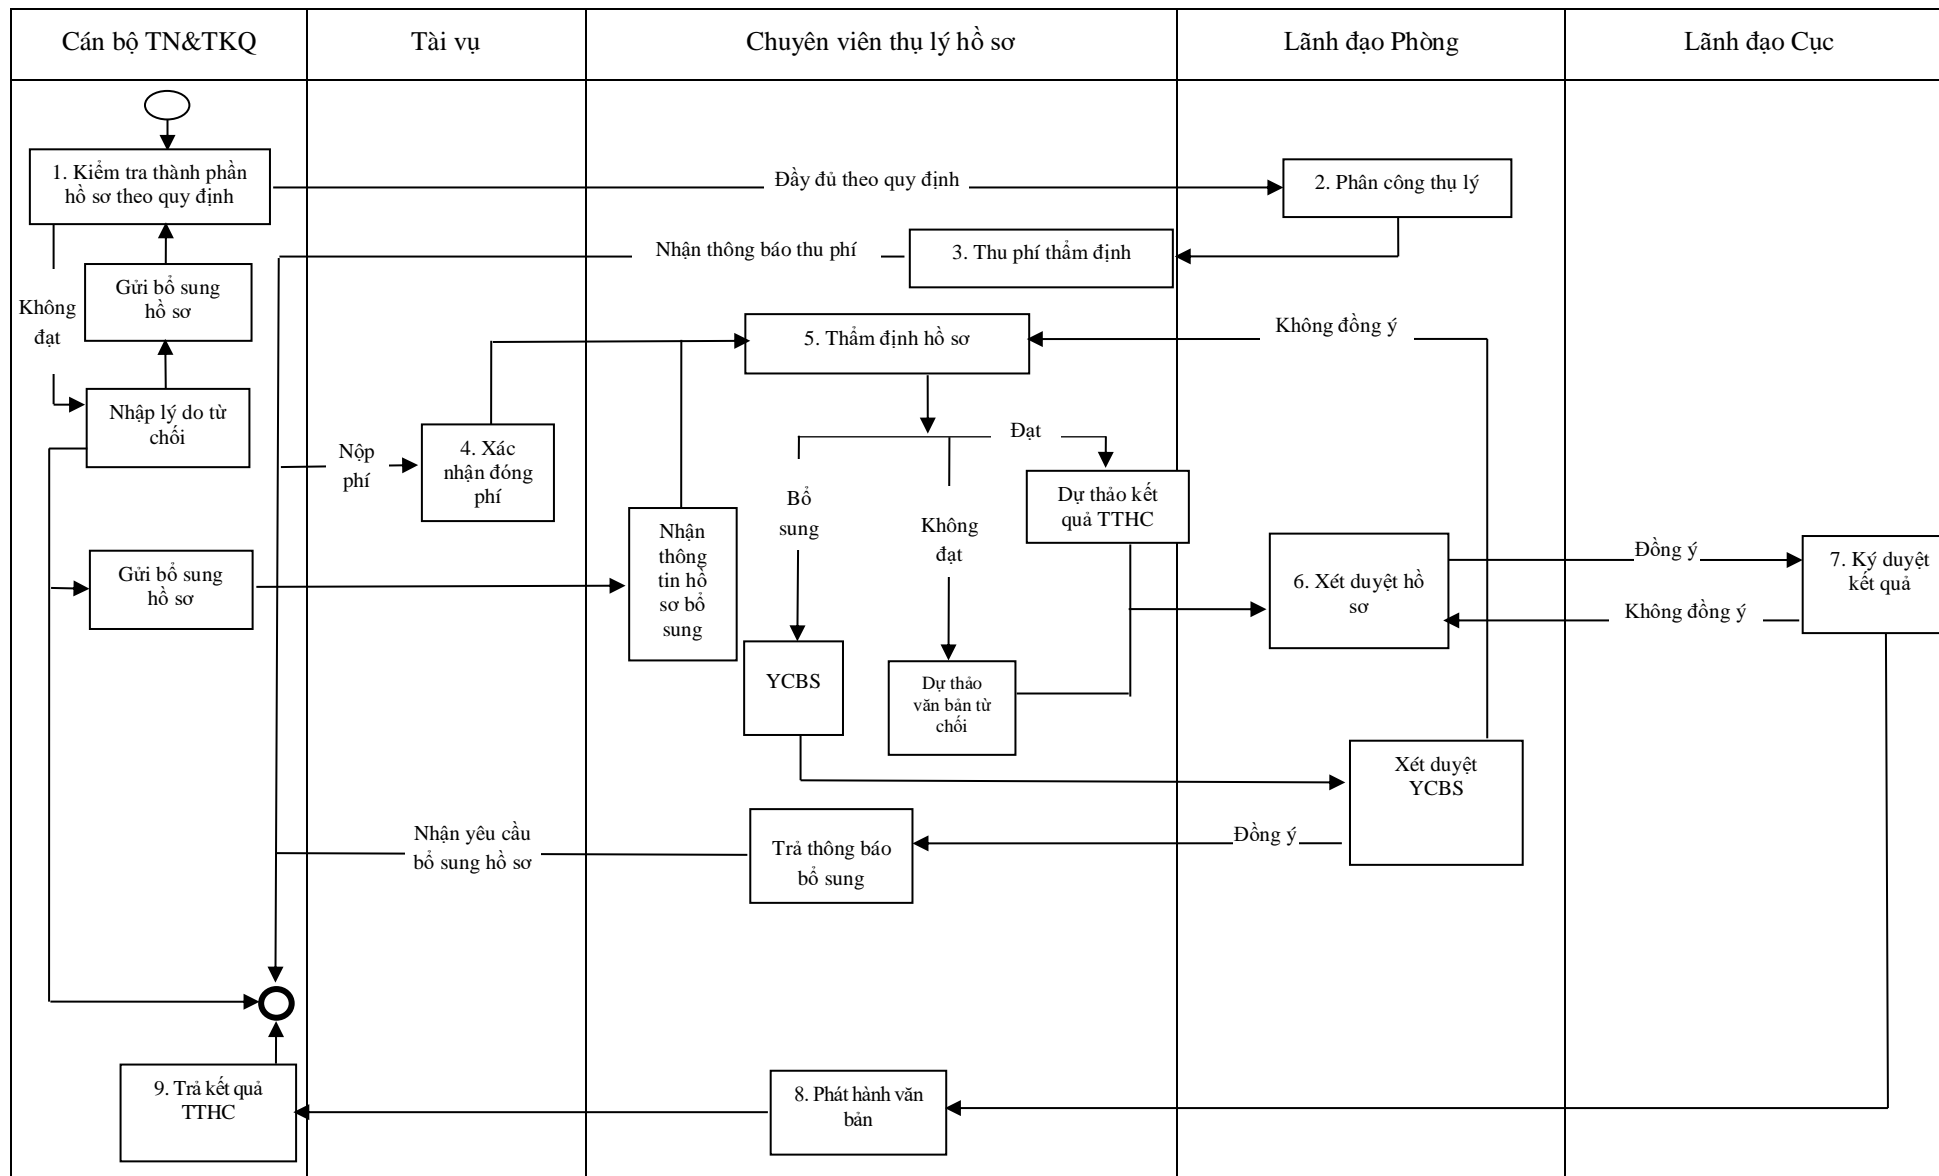 Cán bộ TN&TKQ
Tài vụ
Chuyên viên thụ lý hồ sơ
Lãnh đạo Phòng
Lãnh đạo Cục
1. Kiểm tra thành phần
hồ sơ theo quy định
Đầy đủ theo quy định
2. Phân công thụ lý
Nhận thông báo thu phí
3. Thu phí thẩm định
Gửi bổ sung
hồ sơ
Không
đạt
5. Thẩm định hồ sơ
Không đồng ý
Nhập lý do từ
chối
Nộp
phí
4. Xác
nhận đóng
phí
Đạt
Bổ
sung
Không
đạt
Dự thảo kết
quả TTHC
Nhận
thông
tin hồ
sơ bổ
sung
Gửi bổ sung
hồ sơ
6. Xét duyệt hồ
sơ
Đồng ý
Không đồng ý
7. Ký duyệt
kết quả
YCBS
Dự thảo
văn bản từ
chối
Xét duyệt
YCBS
Nhận yêu cầu
bổ sung hồ sơ
Trả thông báo
bổ sung
Đồng ý
9. Trả kết quả
TTHC
8. Phát hành văn
bản